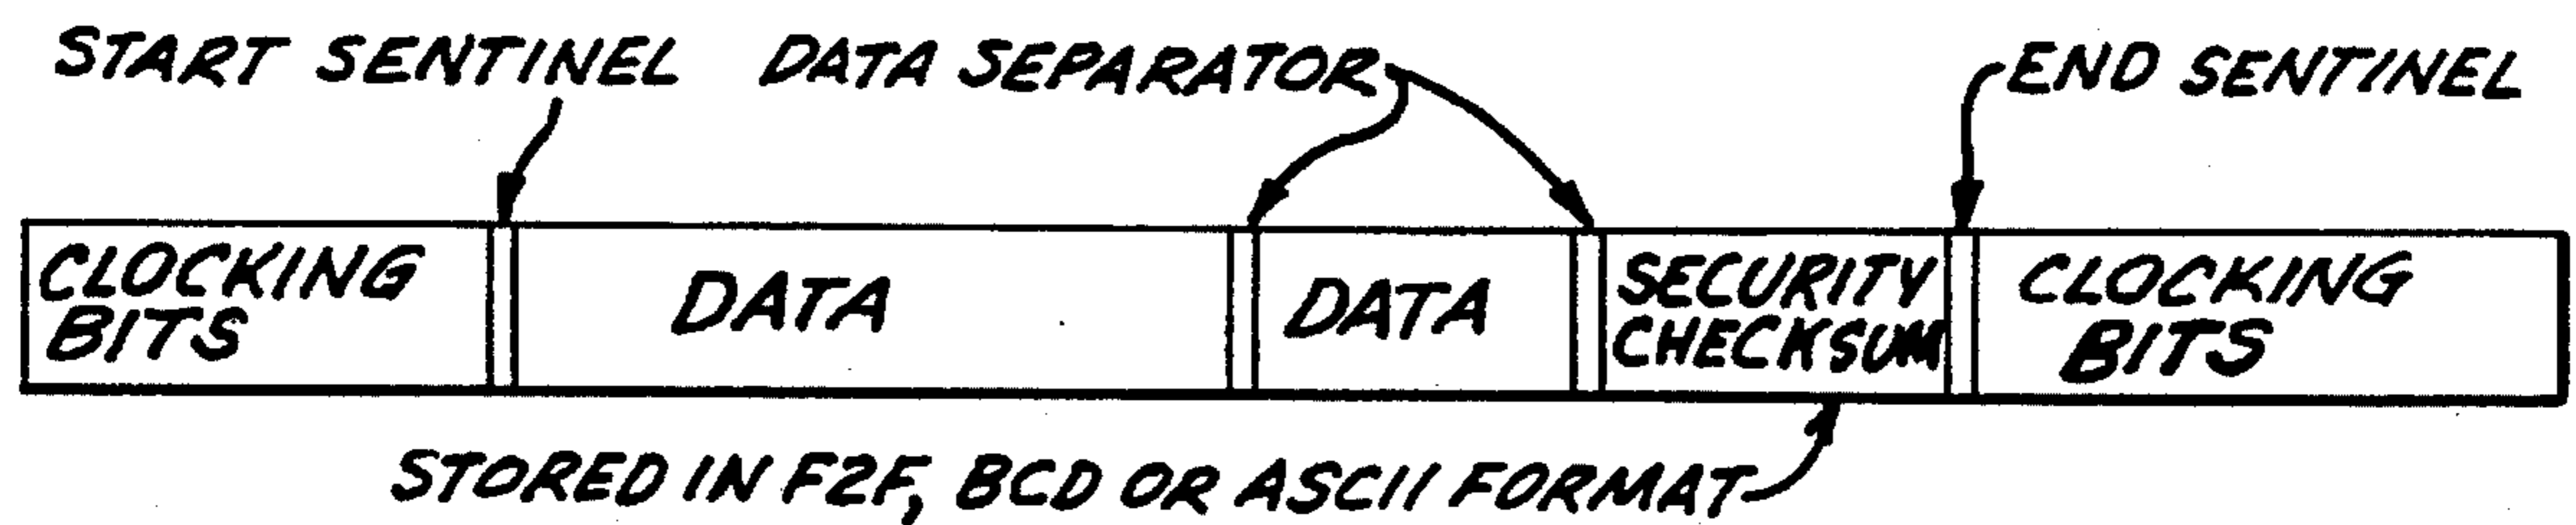 START SENTINEL
DATA SEPARATOR
END SENTINEL
CLOCKING
BITS
DATA
DATA
SECURITY
CHECKSUM
CLOCKING
BITS
STORED IN F2F, BCD OR ASCII FORMAT